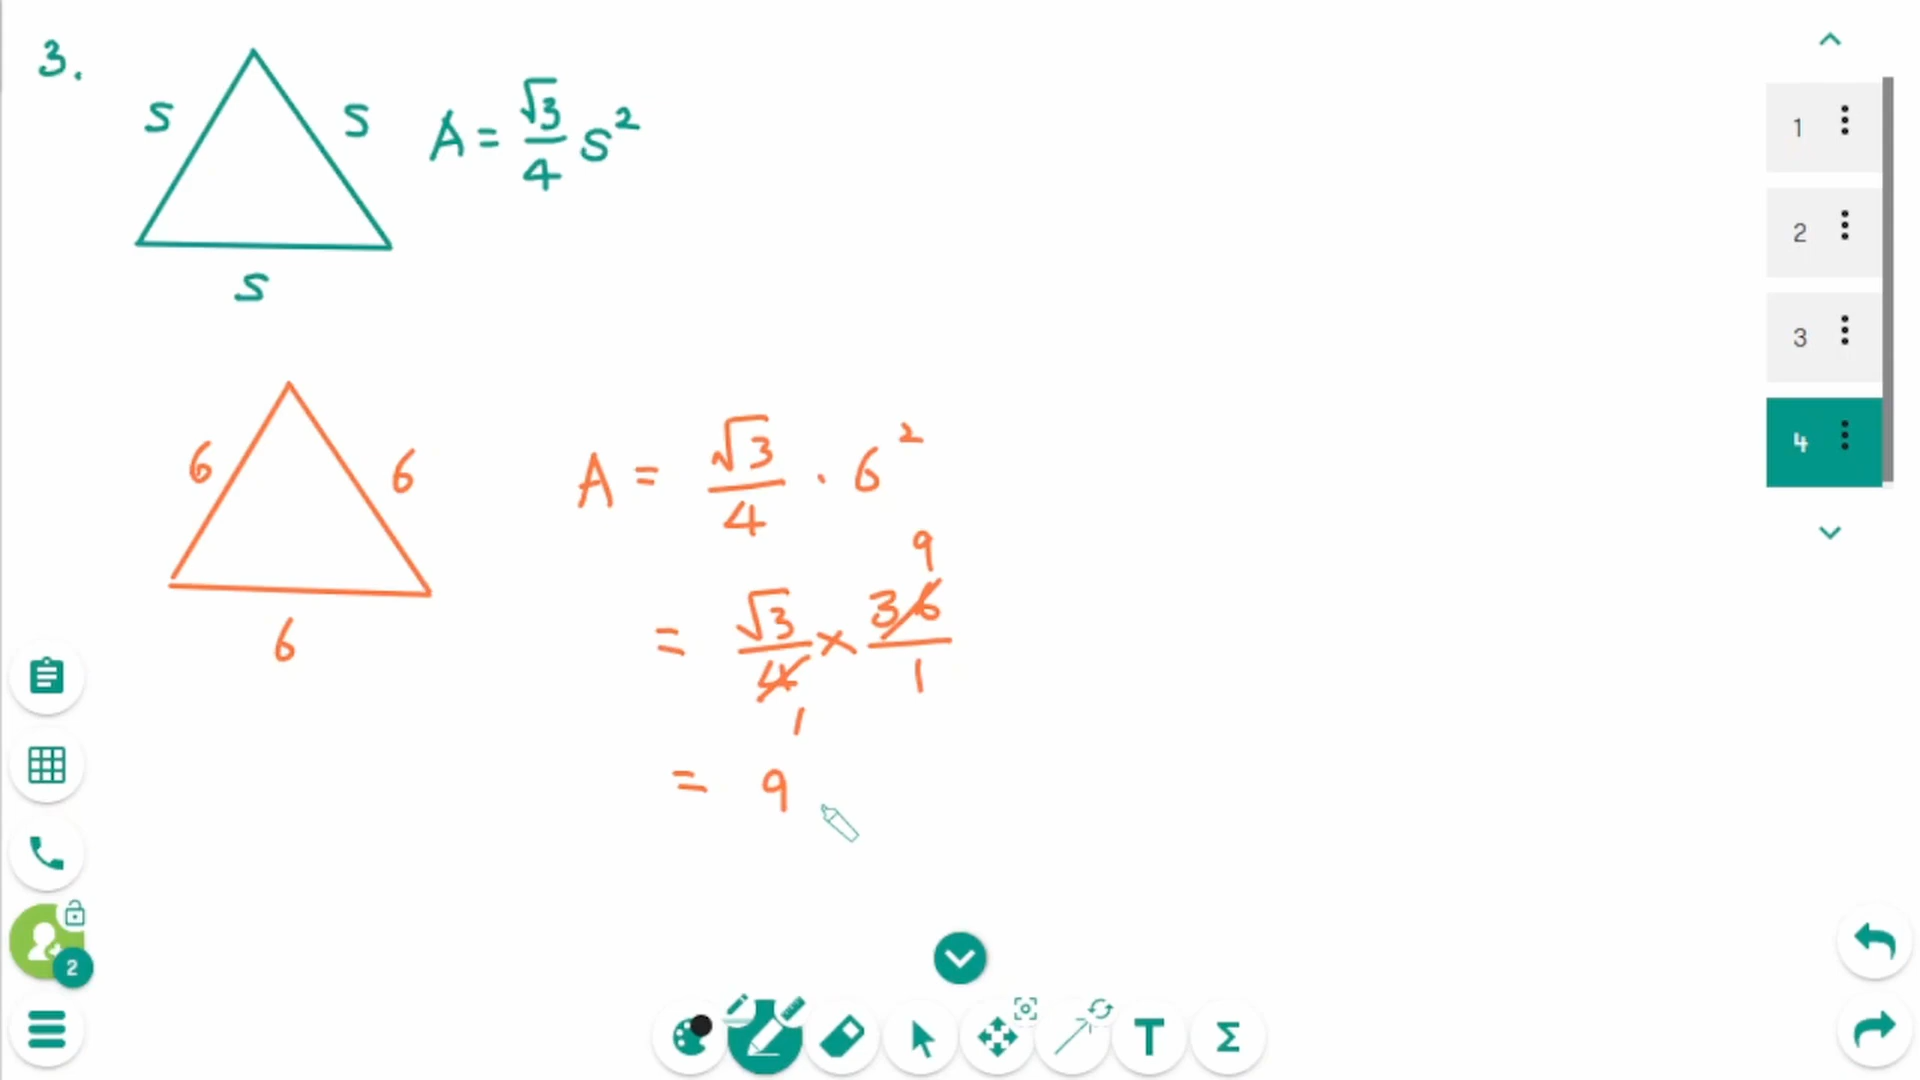 3.
s
s
s
A = √3/4 s²
6
6
6
A = √3/4 · 6²
9
= √3/4 × 36/1
1
= 9
1
2
3
4
2
T
Σ